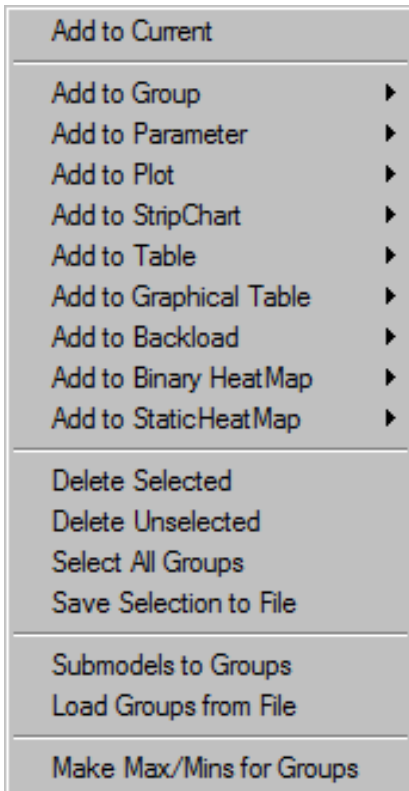 Add to Current
Add to Group
Add to Parameter
Add to Plot
Add to StripChart
Add to Table
Add to Graphical Table
Add to Backload
Add to Binary HeatMap
Add to StaticHeatMap
Delete Selected
Delete Unselected
Select All Groups
Save Selection to File
Submodels to Groups
Load Groups from File
Make Max/Mins for Groups